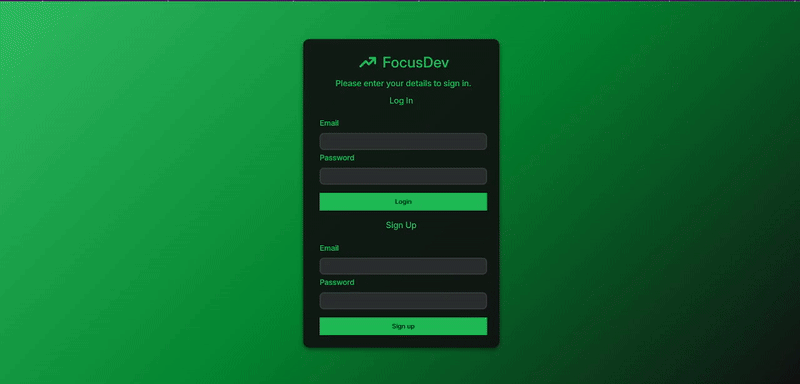 FocusDev
Please enter your details to sign in.
Log In
Email
Password
Login
Sign Up
Email
Password
Sign up